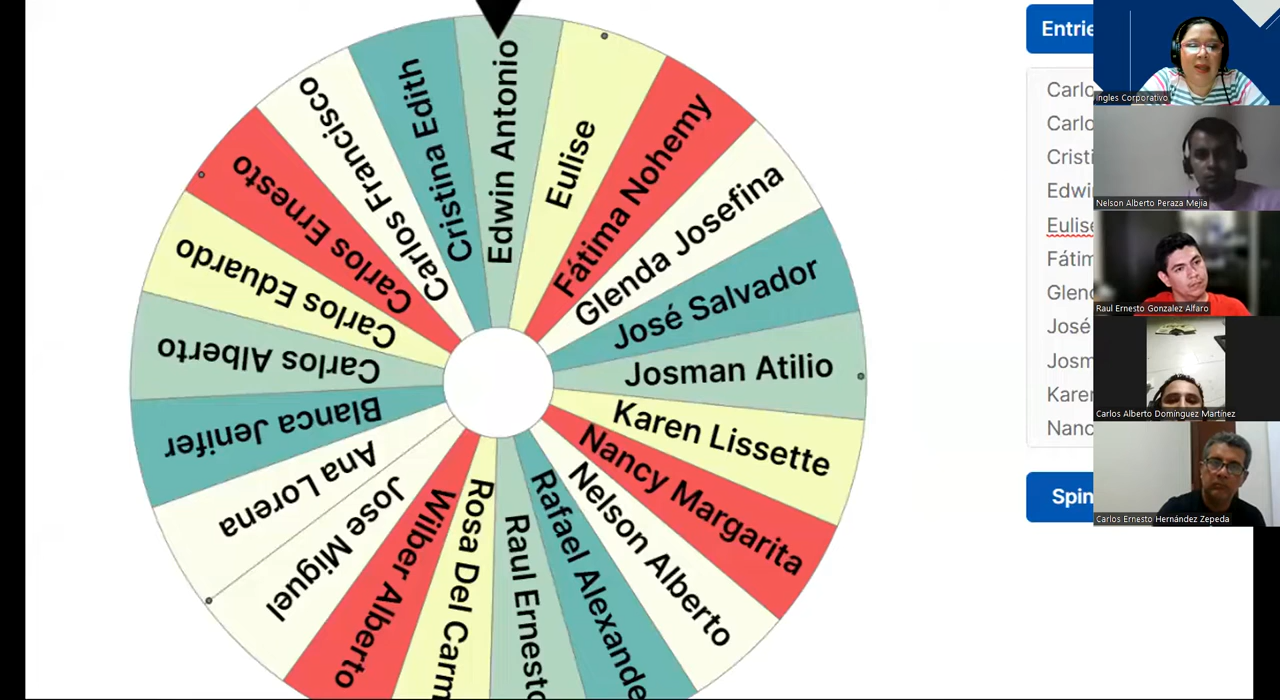 Edwin Antonio
Eulise
Fátima Nohemy
Glenda Josefina
José Salvador
Josman Atilio
Karen Lissette
Nancy Margarita
Nelson Alberto
Rafael Alexande
Raul Ernesto
Rosa Del Carm
Wilber Alberto
Jose Miguel
Ana Lorena
Blanca Jenifer
Carlos Alberto
Carlos Eduardo
Carlos Ernesto
Carlos Francisco
Cristina Edith
Entrie
Carlo
Carlo
Cristi
Edwi
Eulise
Fátim
Glend
José
Josm
Karen
Nanc
Spin
Ingles Corporativo
Nelson Alberto Peraza Mejia
Raul Ernesto Gonzalez Alfaro
Carlos Alberto Domínguez Martínez
Carlos Ernesto Hernández Zepeda